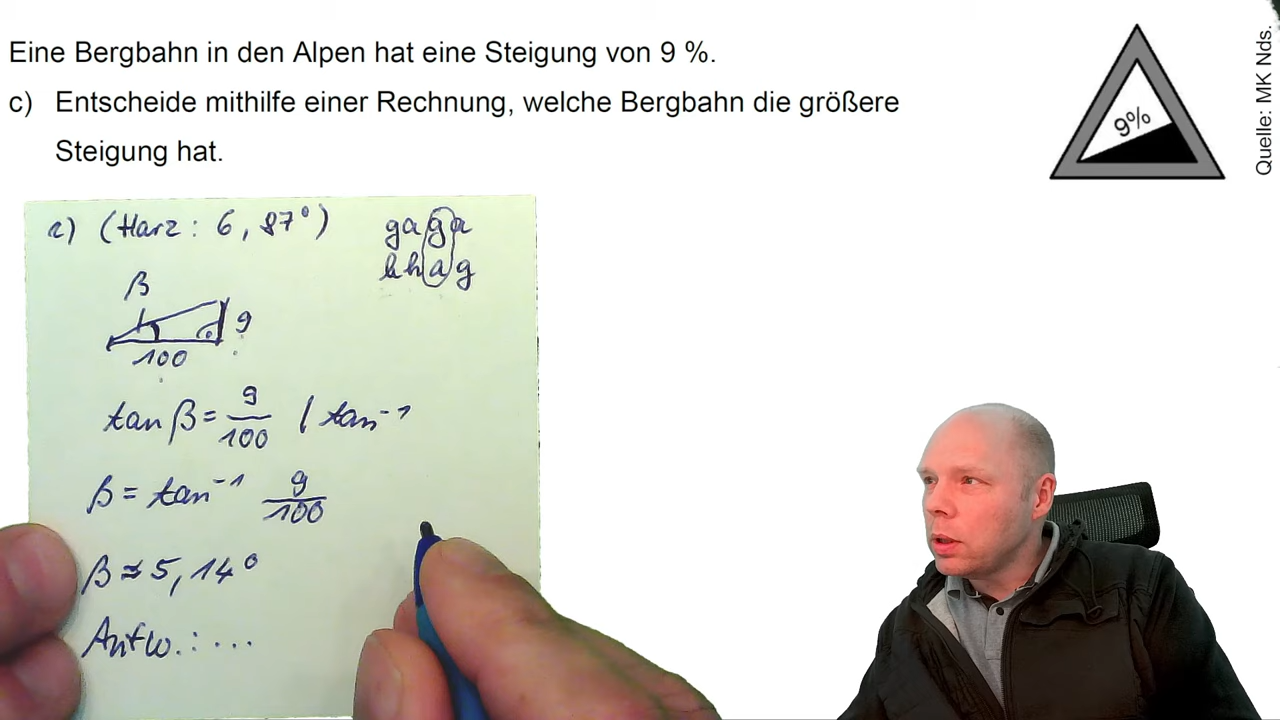 Eine Bergbahn in den Alpen hat eine Steigung von 9 %.
c) Entscheide mithilfe einer Rechnung, welche Bergbahn die größere
Steigung hat.
9%
Quelle: MK Nds.
c) (Harz: 6,87°)
gaga
hhag
β
9
100
tan β = 9/100 | tan⁻¹
β = tan⁻¹ 9/100
β ≈ 5,14°
Antw.: ...